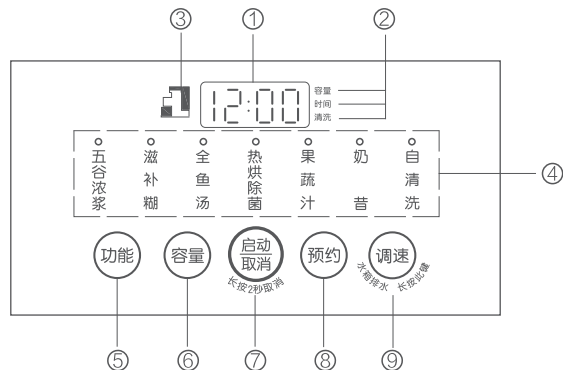 ③
①
②
12:00
容量
时间
清洗
五谷浓浆
滋补糊
全鱼汤
热烘除菌
果蔬汁
奶昔
自清洗
④
功能
容量
启动
取消
长按2秒取消
预约
调速
水箱排水 长按此键
⑤
⑥
⑦
⑧
⑨